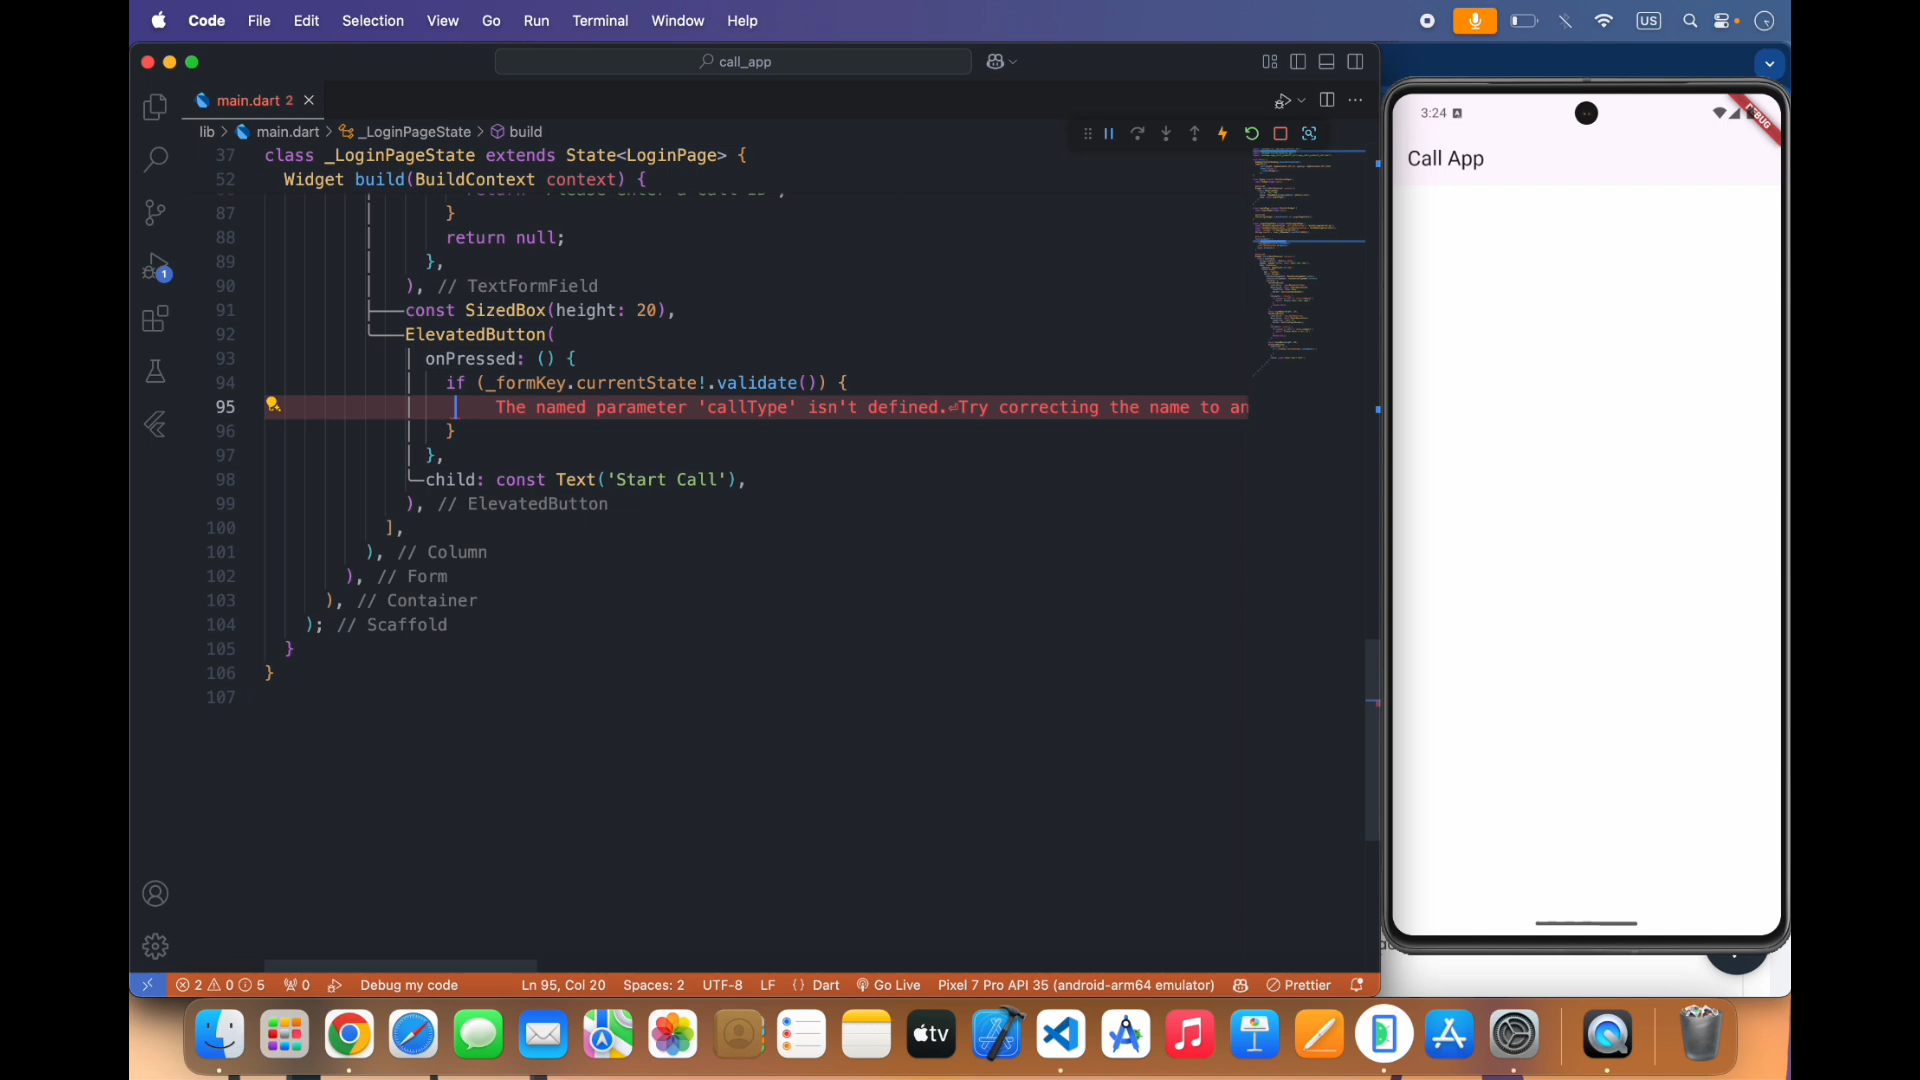 Code File Edit Selection View Go Run Terminal Window Help US
call_app
main.dart 2
lib > main.dart > _LoginPageState > build
37 class _LoginPageState extends State<LoginPage> {
52 Widget build(BuildContext context) {
87 }
88 return null;
89 },
90 ), // TextFormField
91 const SizedBox(height: 20),
92 ElevatedButton(
93 onPressed: () {
94 if (_formKey.currentState!.validate()) {
95 The named parameter 'callType' isn't defined.⏎Try correcting the name to an
96 }
97 },
98 child: const Text('Start Call'),
99 ), // ElevatedButton
100 ],
101 ), // Column
102 ), // Form
103 ), // Container
104 ); // Scaffold
105 }
106 }
107
1
2 0 5 0 Debug my code Ln 95, Col 20 Spaces: 2 UTF-8 LF {} Dart Go Live Pixel 7 Pro API 35 (android-arm64 emulator) Prettier
3:24
DEBUG
Call App
tv